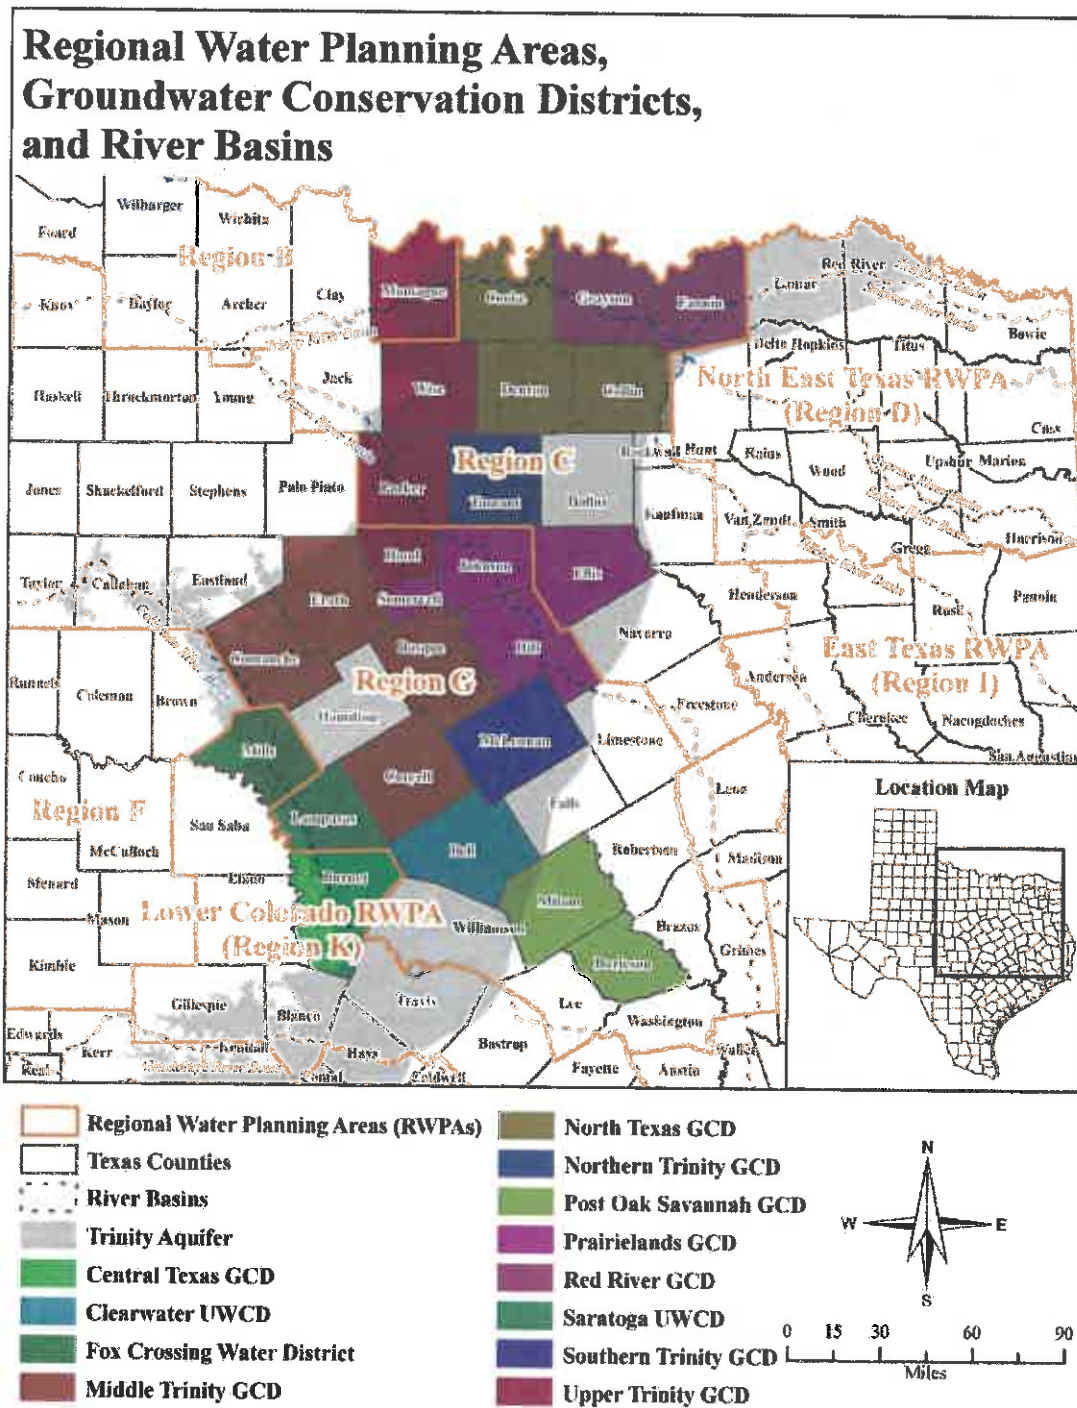 Regional Water Planning Areas,
Groundwater Conservation Districts,
and River Basins
Wilbarger
Wichita
Foard
Region B
Red River
Lamar
Clay
Montague
Cooke
Grayson
Fannin
Knox
Baylor
Archer
Bowie
Delta Hopkins
Titus
Jack
Wise
Denton
Collin
North East Texas RWPA
(Region D)
Haskell
Throckmorton
Young
Cass
Region C
Rockwall
Hunt
Rains
Wood
Upshur
Marion
Jones
Shackelford
Stephens
Palo Pinto
Parker
Tarrant
Dallas
Kaufman
Van Zandt
Smith
Gregg
Harrison
Hood
Johnson
Ellis
Taylor
Callahan
Eastland
Erath
Somervell
Henderson
Rusk
Panola
Navarro
Comanche
Bosque
Hill
East Texas RWPA
(Region I)
Region G
Anderson
Runnels
Coleman
Brown
Hamilton
Freestone
Cherokee
Nacogdoches
Mills
McLennan
Limestone
San Augustine
Concho
Coryell
Leon
Location Map
Region F
San Saba
Lampasas
Falls
McCulloch
Bell
Robertson
Madison
Menard
Llano
Burnet
Milam
Mason
Lower Colorado RWPA
(Region K)
Williamson
Brazos
Grimes
Kimble
Burleson
Gillespie
Blanco
Travis
Lee
Washington
Edwards
Kerr
Kendall
Hays
Bastrop
Waller
Real
Comal
Caldwell
Fayette
Austin
Regional Water Planning Areas (RWPAs)
Texas Counties
River Basins
Trinity Aquifer
Central Texas GCD
Clearwater UWCD
Fox Crossing Water District
Middle Trinity GCD
North Texas GCD
Northern Trinity GCD
Post Oak Savannah GCD
Prairielands GCD
Red River GCD
Saratoga UWCD
Southern Trinity GCD
Upper Trinity GCD
N
W E
S
0 15 30 60 90
Miles